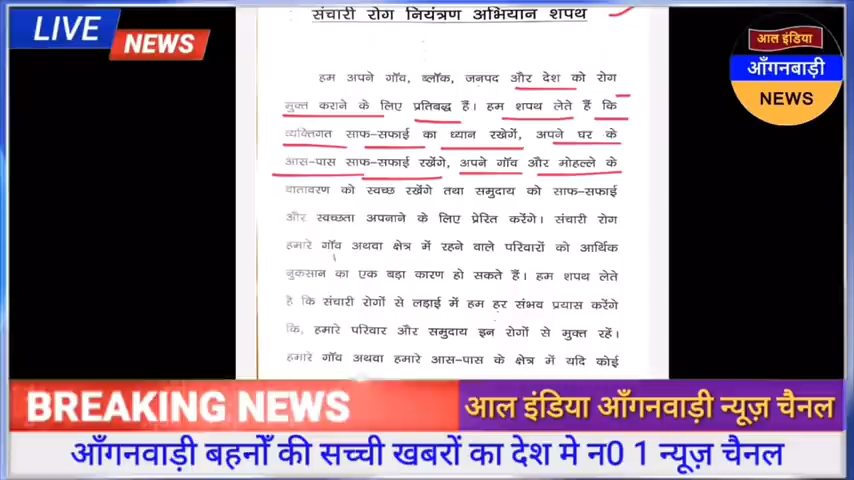 LIVE
NEWS
आल इंडिया
आँगनबाड़ी
NEWS
संचारी रोग नियंत्रण अभियान शपथ
हम अपने गॉव, ब्लॉक, जनपद और देश को रोग
मुक्त कराने के लिए प्रतिबद्ध हैं। हम शपथ लेते हैं कि
व्यक्तिगत साफ-सफाई का ध्यान रखेगें, अपने घर के
आस-पास साफ-सफाई रखेंगे, अपने गॉव और मोहल्ले के
वातावरण को स्वच्छ रखेंगे तथा समुदाय को साफ-सफाई
और स्वच्छता अपनाने के लिए प्रेरित करेंगे। संचारी रोग
हमारे गॉव अथवा क्षेत्र में रहने वाले परिवारों को आर्थिक
नुकसान का एक बड़ा कारण हो सकते हैं। हम शपथ लेते
है कि संचारी रोगों से लड़ाई में हम हर संभव प्रयास करेंगे
कि, हमारे परिवार और समुदाय इन रोगों से मुक्त रहें।
हमारे गॉव अथवा हमारे आस-पास के क्षेत्र में यदि कोई
BREAKING NEWS
आल इंडिया आँगनवाड़ी न्यूज़ चैनल
आँगनवाड़ी बहनोँ की सच्ची खबरों का देश मे न0 1 न्यूज़ चैनल